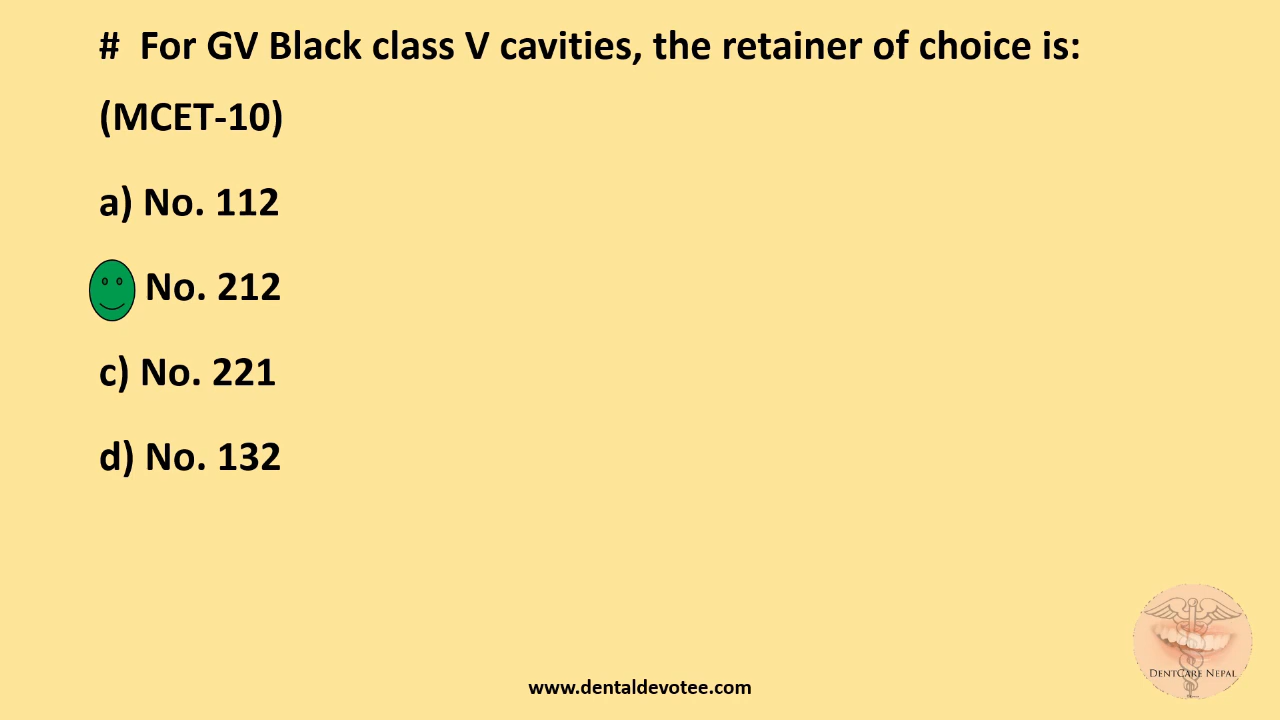 # For GV Black class V cavities, the retainer of choice is:
(MCET-10)
a) No. 112
No. 212
c) No. 221
d) No. 132
DENTCARE NEPAL
www.dentaldevotee.com